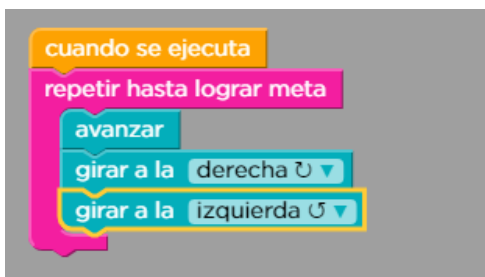 cuando se ejecuta
repetir hasta lograr meta
avanzar
girar a la derecha ↻ ▼
girar a la izquierda ↺ ▼